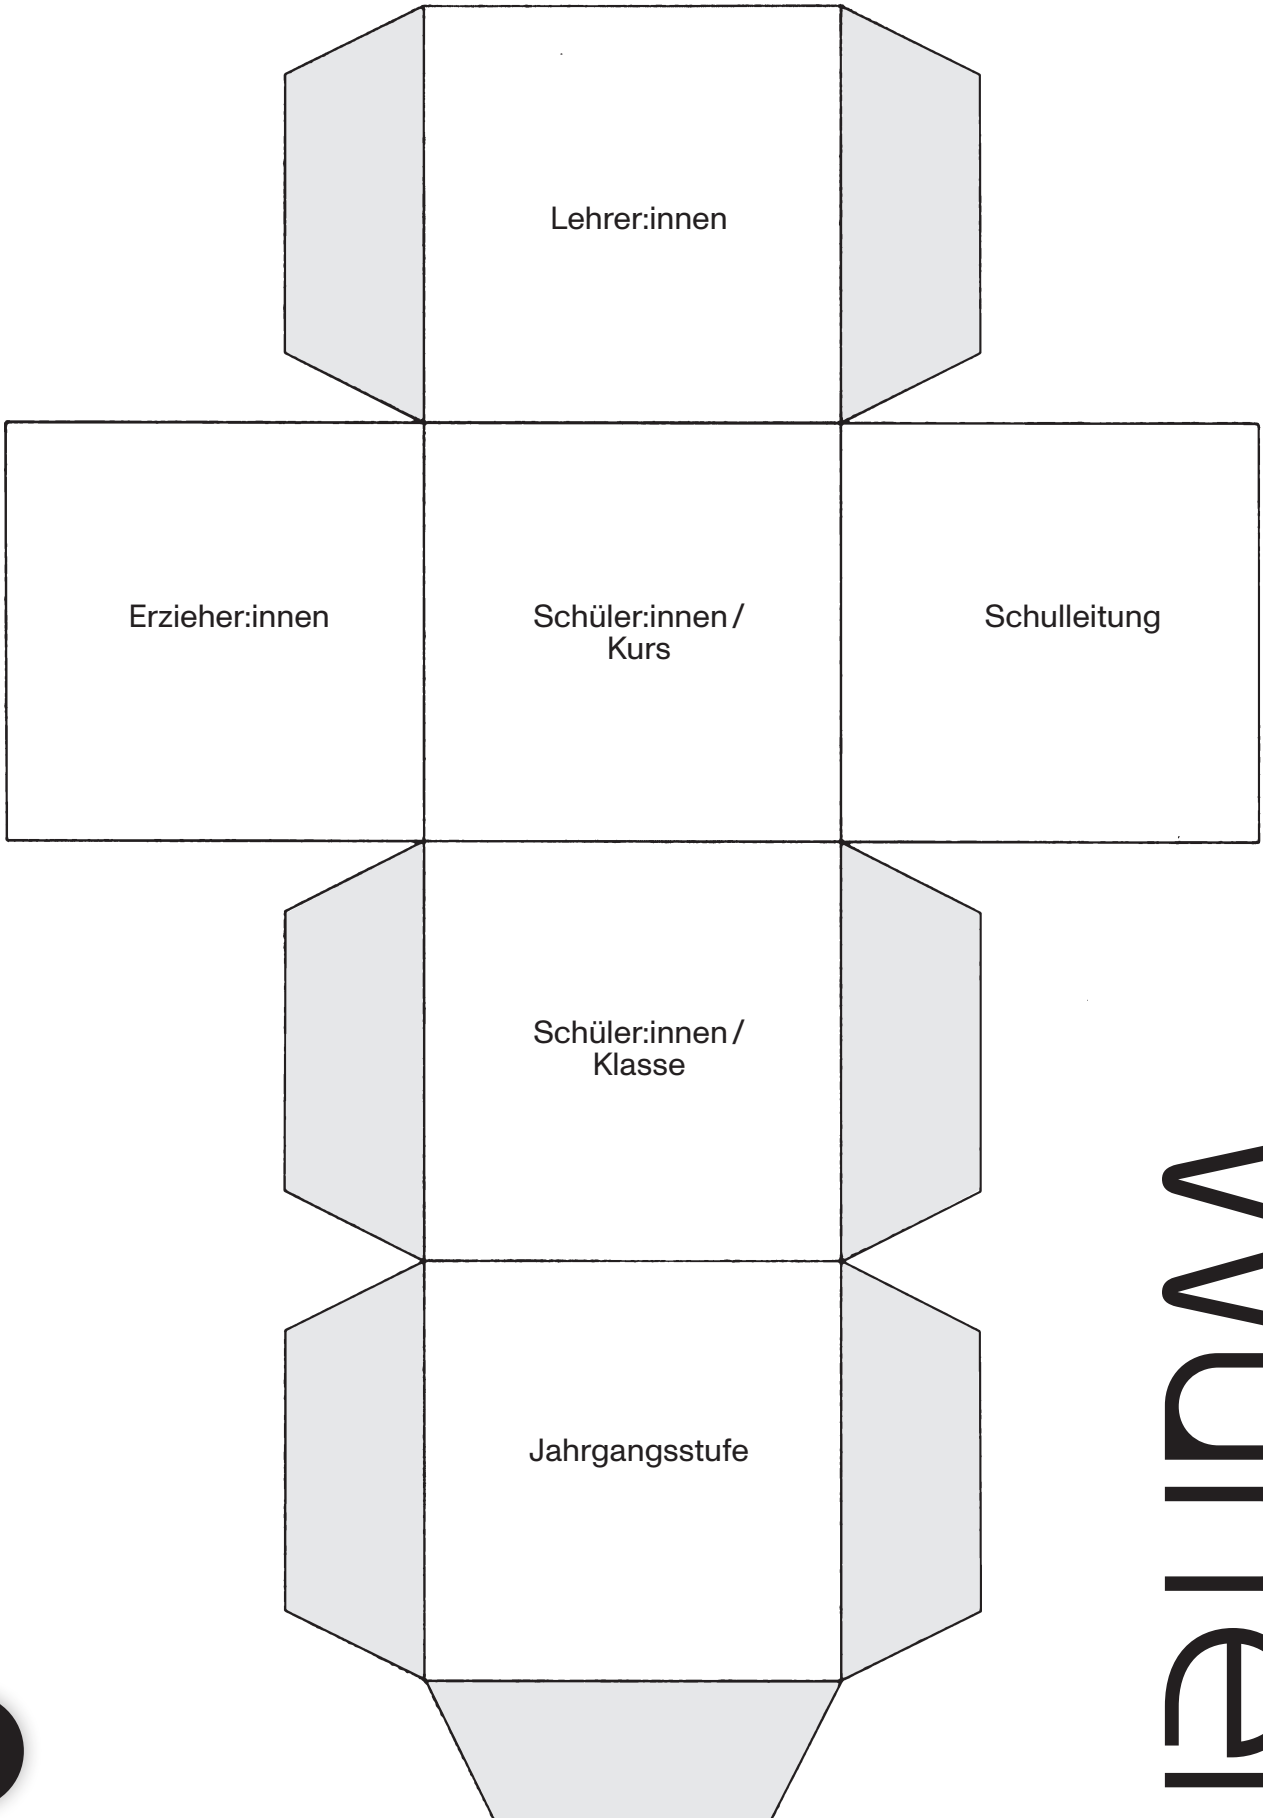 Lehrer:innen
Erzieher:innen
Schüler:innen /
Kurs
Schulleitung
Schüler:innen /
Klasse
Jahrgangsstufe